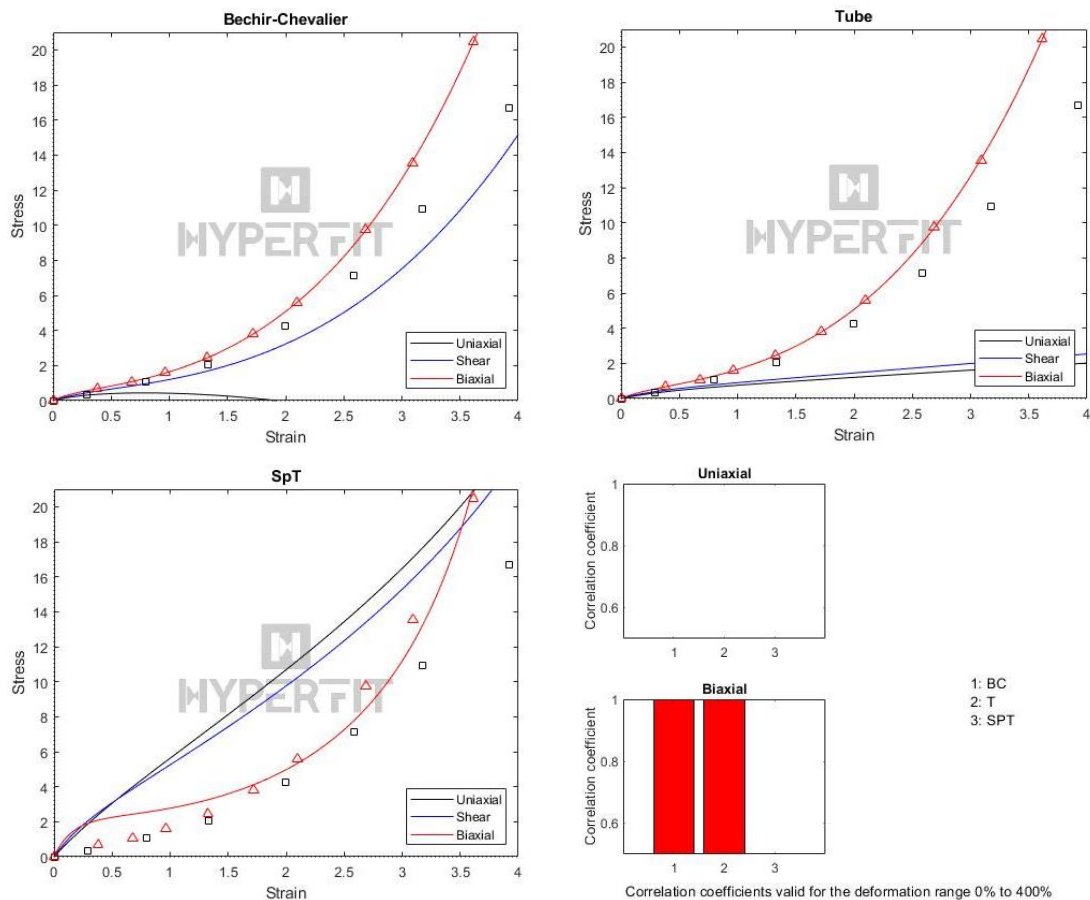 Bechir-Chevalier
20
18
16
14
12
10
8
6
4
2
0
Stress
HYPERFIT
Uniaxial
Shear
Biaxial
0 0.5 1 1.5 2 2.5 3 3.5 4
Strain
Tube
20
18
16
14
12
10
8
6
4
2
0
Stress
HYPERFIT
Uniaxial
Shear
Biaxial
0 0.5 1 1.5 2 2.5 3 3.5 4
Strain
SpT
20
18
16
14
12
10
8
6
4
2
0
Stress
HYPERFIT
Uniaxial
Shear
Biaxial
0 0.5 1 1.5 2 2.5 3 3.5 4
Strain
Uniaxial
1
0.8
0.6
Correlation coefficient
1 2 3
Biaxial
1
0.8
0.6
Correlation coefficient
1 2 3
1: BC
2: T
3: SPT
Correlation coefficients valid for the deformation range 0% to 400%